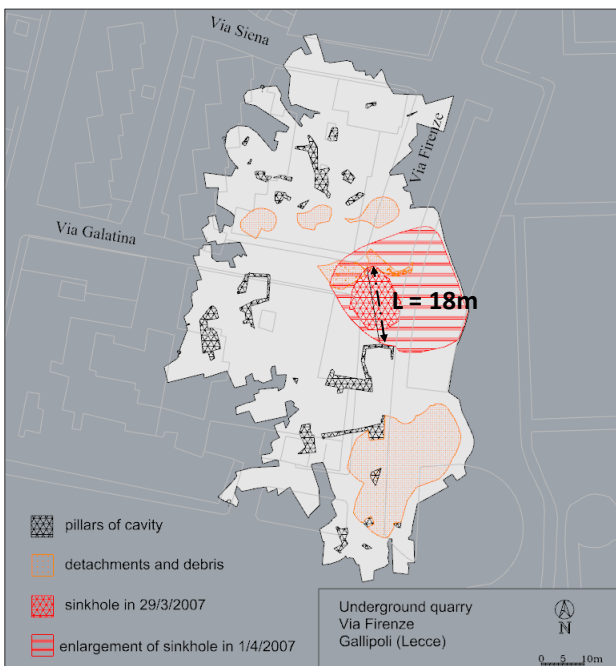 Via Siena
Via Firenze
Via Galatina
L = 18m
pillars of cavity
detachments and debris
sinkhole in 29/3/2007
enlargement of sinkhole in 1/4/2007
Underground quarry
Via Firenze
Gallipoli (Lecce)
N
0 5 10m